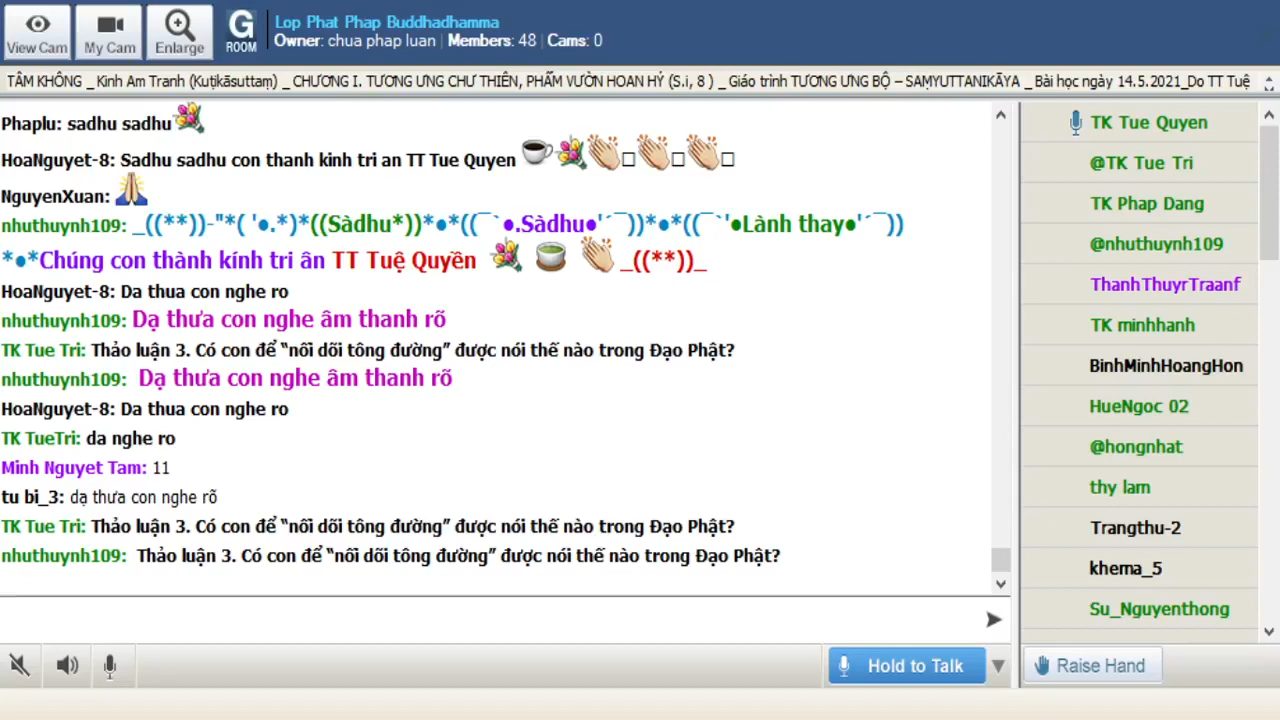 View Cam
My Cam
Enlarge
G
ROOM
Lop Phat Phap Buddhadhamma
Owner: chua phap luan | Members: 48 | Cams: 0
TÂM KHÔNG _Kinh Am Tranh (Kuṭikāsuttaṃ) _ CHƯƠNG I. TƯƠNG ƯNG CHƯ THIÊN, PHẨM VƯỜN HOAN HỶ (S.i, 8 ) _ Giáo trình TƯƠNG ƯNG BỘ – SAṂYUTTANIKĀYA _ Bài học ngày 14.5.2021_Do TT Tuệ
Phaplu: sadhu sadhu
HoaNguyet-8: Sadhu sadhu con thanh kinh tri an TT Tue Quyen
NguyenXuan:
nhuthuynh109: _((**))-"*( '●.*)*((Sàdhu*))*●*((¯`●.Sàdhu●'´¯))*●*((¯`'●Lành thay●'´¯))
*●*Chúng con thành kính tri ân TT Tuệ Quyền _((**))_
HoaNguyet-8: Da thua con nghe ro
nhuthuynh109: Dạ thưa con nghe âm thanh rõ
TK Tue Tri: Thảo luận 3. Có con để “nối dõi tông đường” được nói thế nào trong Đạo Phật?
nhuthuynh109: Dạ thưa con nghe âm thanh rõ
HoaNguyet-8: Da thua con nghe ro
TK TueTri: da nghe ro
Minh Nguyet Tam: 11
tu bi_3: dạ thưa con nghe rõ
TK Tue Tri: Thảo luận 3. Có con để “nối dõi tông đường” được nói thế nào trong Đạo Phật?
nhuthuynh109: Thảo luận 3. Có con để “nối dõi tông đường” được nói thế nào trong Đạo Phật?
TK Tue Quyen
@TK Tue Tri
TK Phap Dang
@nhuthuynh109
ThanhThuyrTraanf
TK minhhanh
BinhMinhHoangHon
HueNgoc 02
@hongnhat
thy lam
Trangthu-2
khema_5
Su_Nguyenthong
Hold to Talk
Raise Hand